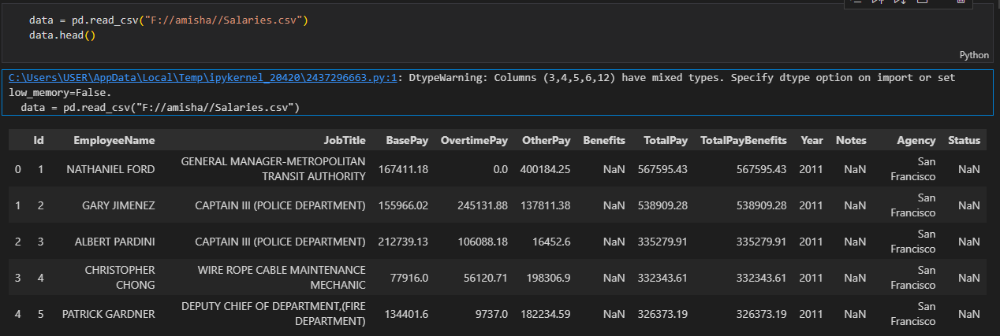 data = pd.read_csv("F://amisha//Salaries.csv")
data.head()
Python
C:\Users\USER\AppData\Local\Temp\ipykernel_20420\2437296663.py:1: DtypeWarning: Columns (3,4,5,6,12) have mixed types. Specify dtype option on import or set
low_memory=False.
data = pd.read_csv("F://amisha//Salaries.csv")
Id EmployeeName JobTitle BasePay OvertimePay OtherPay Benefits TotalPay TotalPayBenefits Year Notes Agency Status
0 1 NATHANIEL FORD GENERAL MANAGER-METROPOLITAN TRANSIT AUTHORITY 167411.18 0.0 400184.25 NaN 567595.43 567595.43 2011 NaN San Francisco NaN
1 2 GARY JIMENEZ CAPTAIN III (POLICE DEPARTMENT) 155966.02 245131.88 137811.38 NaN 538909.28 538909.28 2011 NaN San Francisco NaN
2 3 ALBERT PARDINI CAPTAIN III (POLICE DEPARTMENT) 212739.13 106088.18 16452.6 NaN 335279.91 335279.91 2011 NaN San Francisco NaN
3 4 CHRISTOPHER CHONG WIRE ROPE CABLE MAINTENANCE MECHANIC 77916.0 56120.71 198306.9 NaN 332343.61 332343.61 2011 NaN San Francisco NaN
4 5 PATRICK GARDNER DEPUTY CHIEF OF DEPARTMENT,(FIRE DEPARTMENT) 134401.6 9737.0 182234.59 NaN 326373.19 326373.19 2011 NaN San Francisco NaN